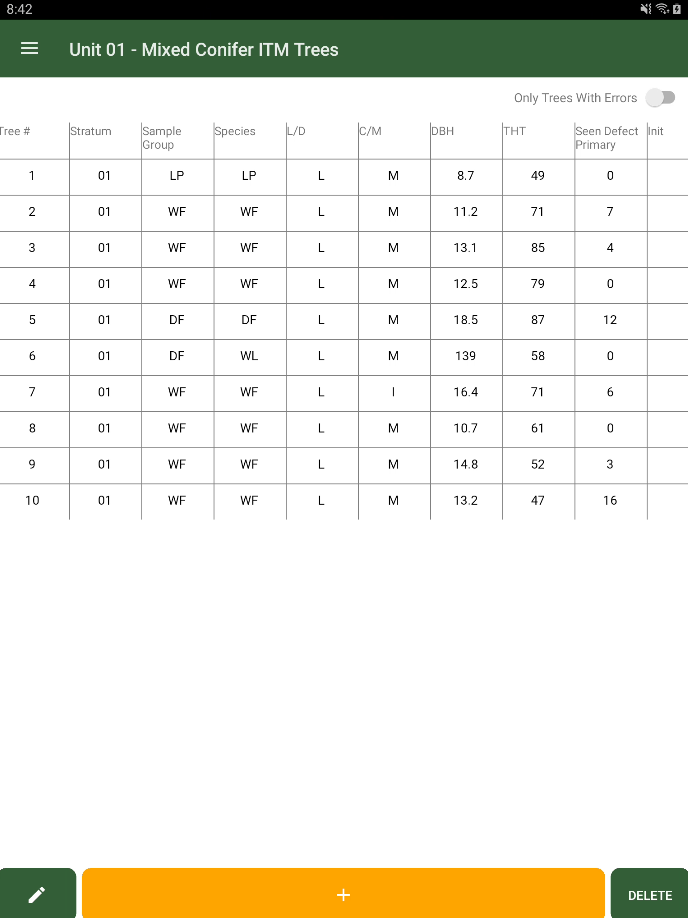 8:42
Unit 01 - Mixed Conifer ITM Trees
Only Trees With Errors
Tree # Stratum Sample Group Species L/D C/M DBH THT Seen Defect Primary Init
1 01 LP LP L M 8.7 49 0
2 01 WF WF L M 11.2 71 7
3 01 WF WF L M 13.1 85 4
4 01 WF WF L M 12.5 79 0
5 01 DF DF L M 18.5 87 12
6 01 DF WL L M 139 58 0
7 01 WF WF L I 16.4 71 6
8 01 WF WF L M 10.7 61 0
9 01 WF WF L M 14.8 52 3
10 01 WF WF L M 13.2 47 16
+
DELETE